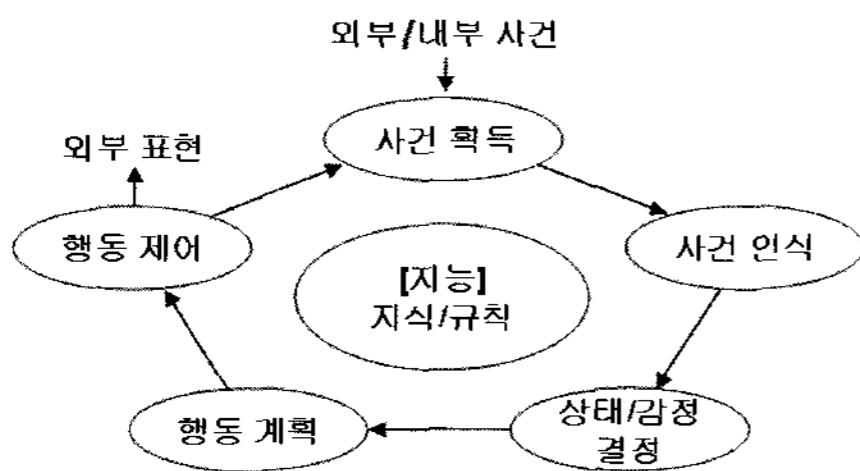 외부/내부 사건
사건 획득
외부 표현
행동 제어
사건 인식
[지능]
지식/규칙
행동 계획
상태/감정
결정